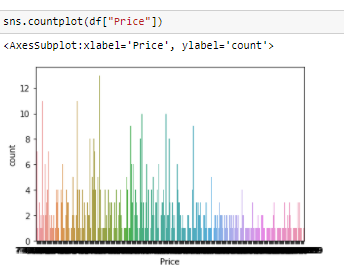 sns.countplot(df["Price"])
<AxesSubplot:xlabel='Price', ylabel='count'>
12
10
8
6
4
2
0
count
Price